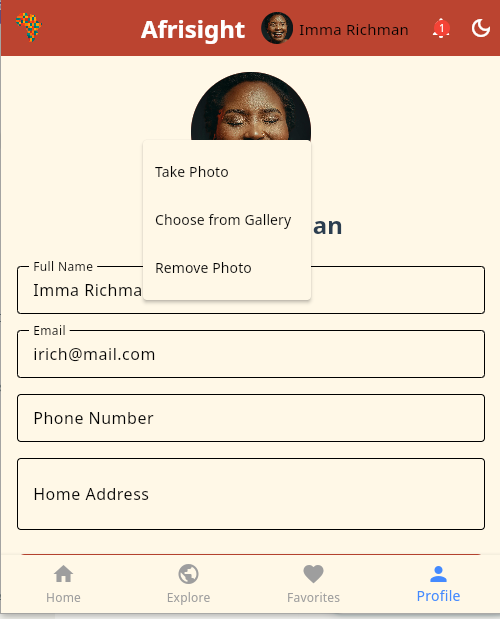 Afrisight
Imma Richman
1
Take Photo
Choose from Gallery
Remove Photo
an
Full Name
Imma Richma
Email
irich@mail.com
Phone Number
Home Address
Home
Explore
Favorites
Profile